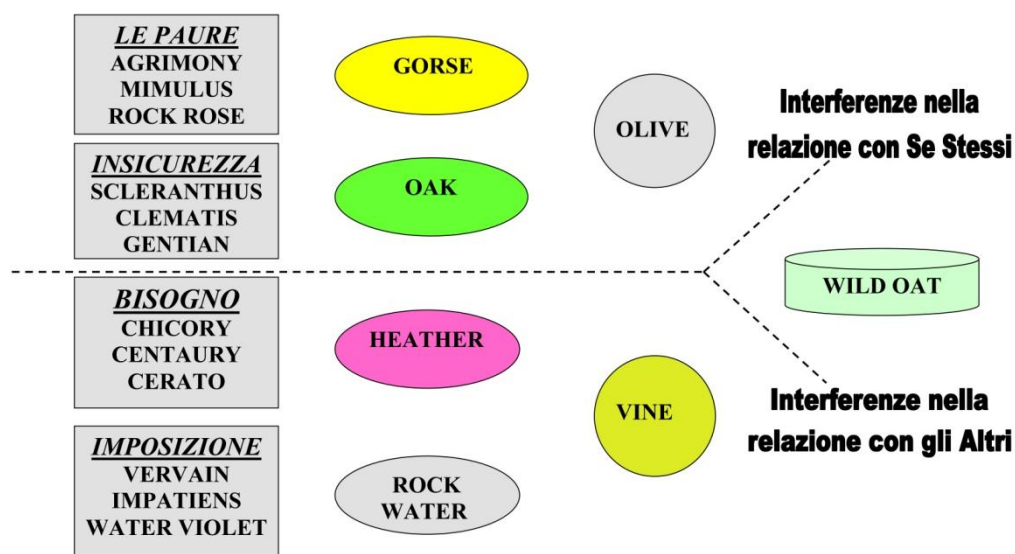 LE PAURE
AGRIMONY
MIMULUS
ROCK ROSE
GORSE
INSICUREZZA
SCLERANTHUS
CLEMATIS
GENTIAN
OAK
OLIVE
Interferenze nella
relazione con Se Stessi
WILD OAT
BISOGNO
CHICORY
CENTAURY
CERATO
HEATHER
IMPOSIZIONE
VERVAIN
IMPATIENS
WATER VIOLET
ROCK
WATER
VINE
Interferenze nella
relazione con gli Altri